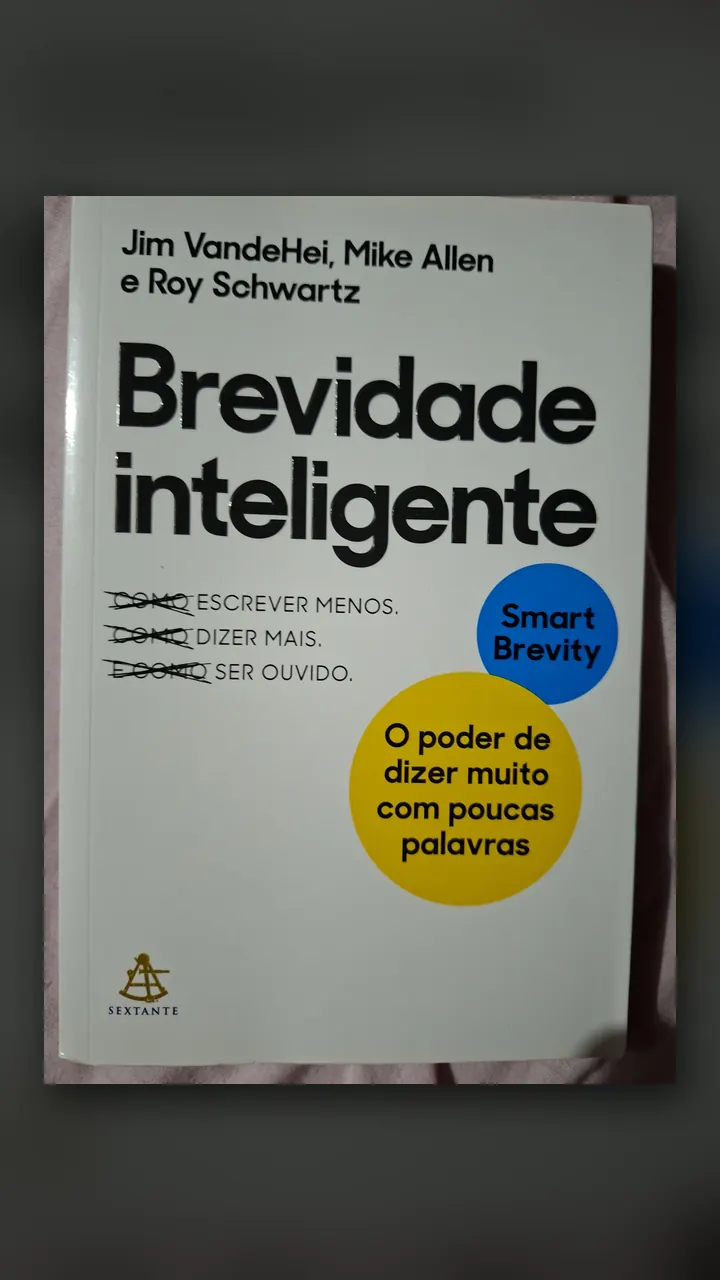 Jim VandeHei, Mike Allen
e Roy Schwartz
Brevidade
inteligente
COMO ESCREVER MENOS.
COMO DIZER MAIS.
E COMO SER OUVIDO.
Smart
Brevity
O poder de
dizer muito
com poucas
palavras
SEXTANTE